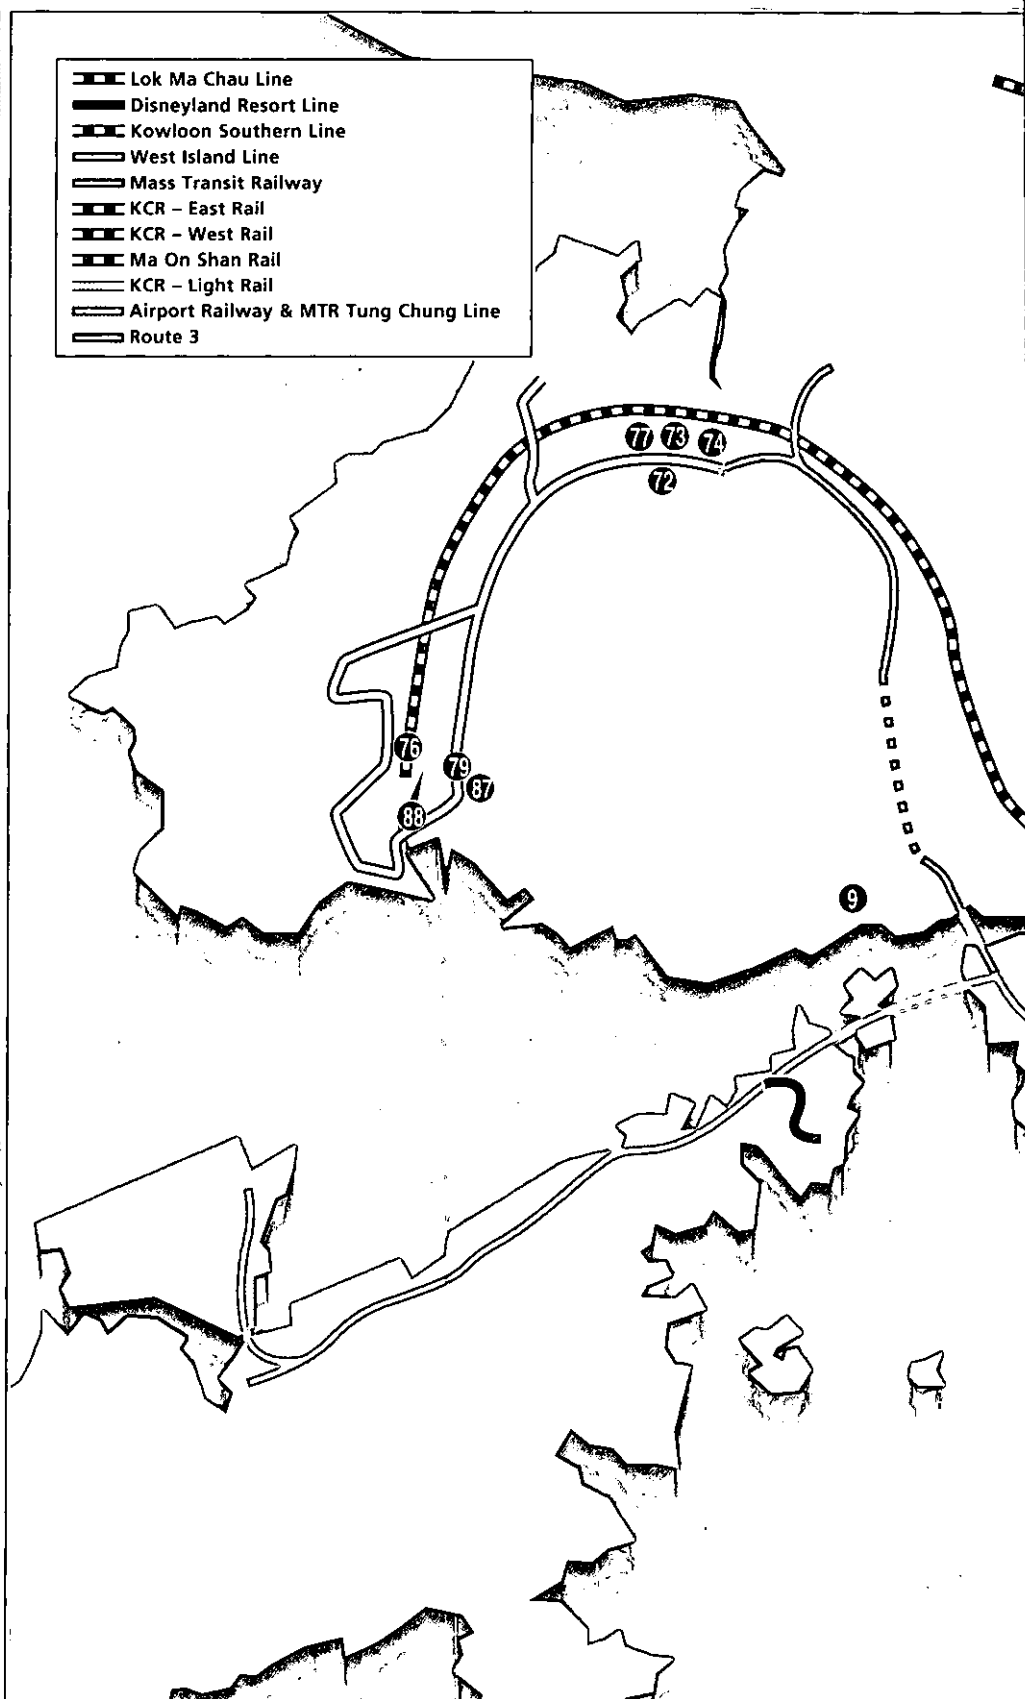 Lok Ma Chau Line
Disneyland Resort Line
Kowloon Southern Line
West Island Line
Mass Transit Railway
KCR – East Rail
KCR – West Rail
Ma On Shan Rail
KCR – Light Rail
Airport Railway & MTR Tung Chung Line
Route 3
77 73 74
72
76
79
87
88
9